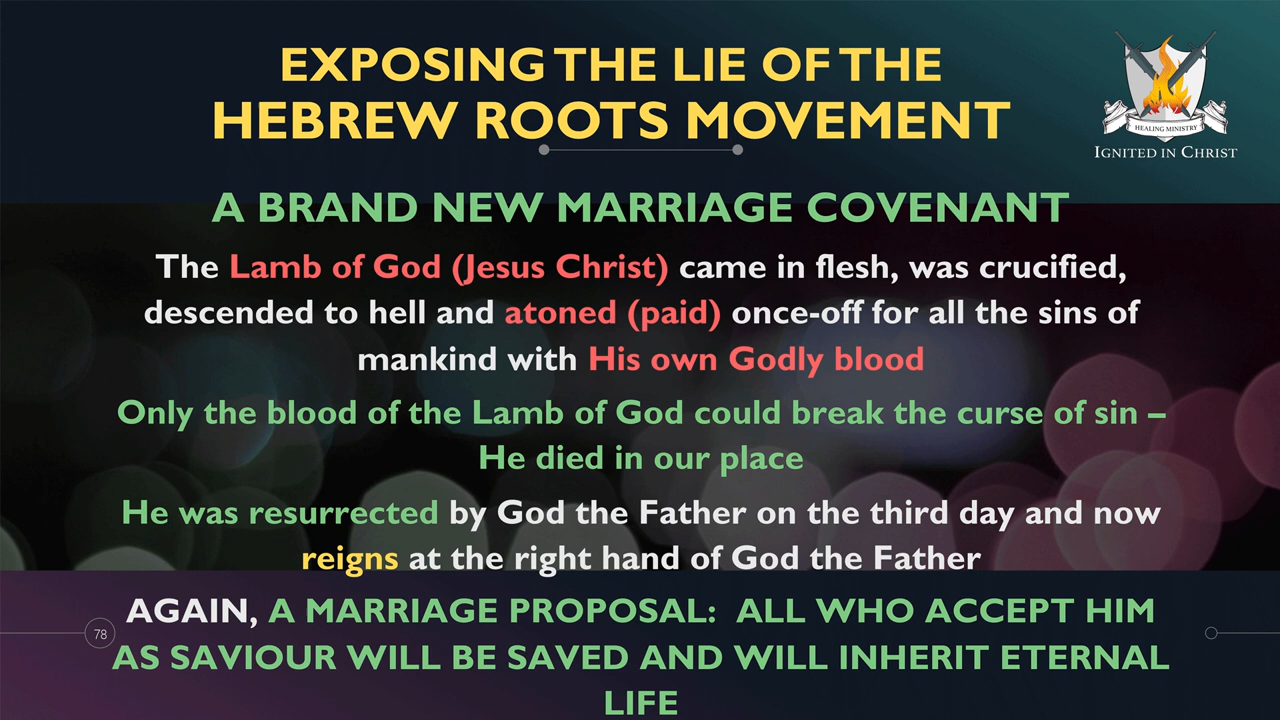 EXPOSING THE LIE OF THE
HEBREW ROOTS MOVEMENT
HEALING MINISTRY
IGNITED IN CHRIST
A BRAND NEW MARRIAGE COVENANT
The Lamb of God (Jesus Christ) came in flesh, was crucified,
descended to hell and atoned (paid) once-off for all the sins of
mankind with His own Godly blood
Only the blood of the Lamb of God could break the curse of sin –
He died in our place
He was resurrected by God the Father on the third day and now
reigns at the right hand of God the Father
AGAIN, A MARRIAGE PROPOSAL: ALL WHO ACCEPT HIM
78
AS SAVIOUR WILL BE SAVED AND WILL INHERIT ETERNAL
LIFE